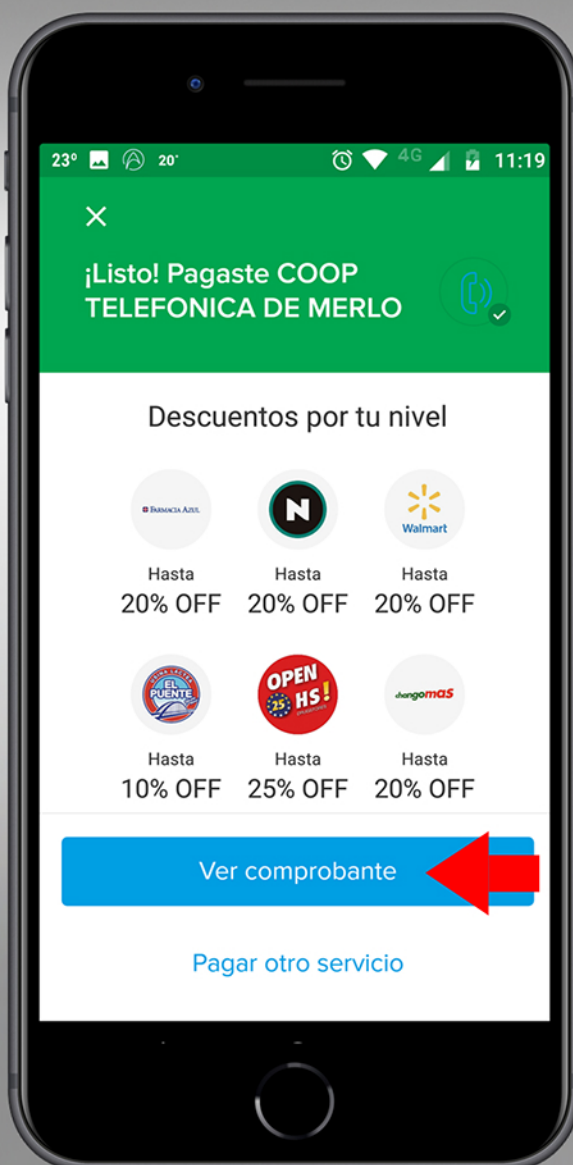 23° 20° 4G 11:19
¡Listo! Pagaste COOP
TELEFONICA DE MERLO
Descuentos por tu nivel
FARMACIA AZUL
N
Walmart
Hasta Hasta Hasta
20% OFF 20% OFF 20% OFF
EL
PUENTE
OPEN
25 HS!
changomas
Hasta Hasta Hasta
10% OFF 25% OFF 20% OFF
Ver comprobante
Pagar otro servicio